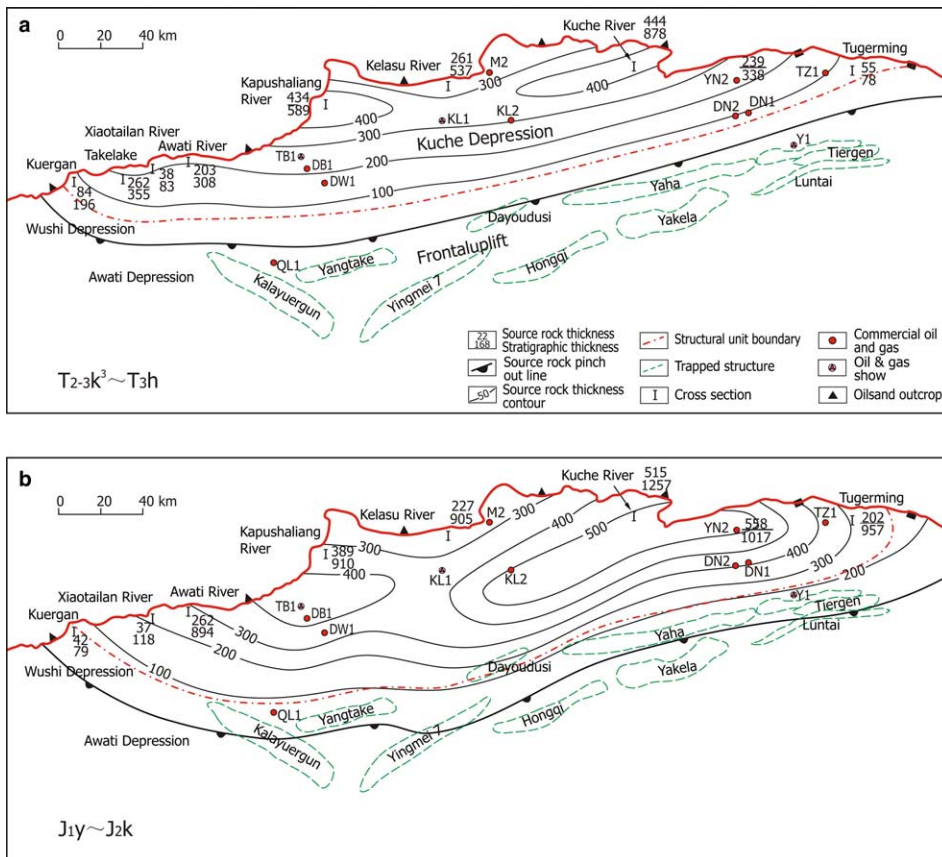 a
0 20 40 km
Kuche River
444
878
Tugerming
Kelasu River
261
537
M2
300
400
239
338
YN2
TZ1
55
78
Kapushaliang
River
434
589
400
300
KL1
KL2
DN2
DN1
Kuche Depression
Xiaotailan River
Takelake
Awati River
Kuergan
TB1
DB1
DW1
200
100
38
83
203
308
262
355
84
196
Y1
Tiergen
Luntai
Yaha
Yakela
Dayoudusi
Wushi Depression
Frontaluplift
Awati Depression
QL1
Yangtake
Kalayuergun
Yingmei 7
Hongqi
22
168
Source rock thickness
Stratigraphic thickness
Source rock pinch
out line
50
Source rock thickness
contour
Structural unit boundary
Trapped structure
Cross section
Commercial oil
and gas
Oil & gas
show
Oilsand outcrop
T2-3k³~T3h
b
0 20 40 km
Kuche River
515
1257
Tugerming
Kelasu River
227
905
M2
300
400
500
558
1017
YN2
TZ1
202
957
Kapushaliang
River
389
910
300
400
KL1
KL2
DN2
DN1
400
300
200
Xiaotailan River
Awati River
Kuergan
TB1
DB1
DW1
37
118
262
894
42
79
300
200
100
Y1
Tiergen
Luntai
Yaha
Yakela
Dayoudusi
Wushi Depression
Awati Depression
QL1
Yangtake
Kalayuergun
Yingmei 7
Hongqi
J1y~J2k